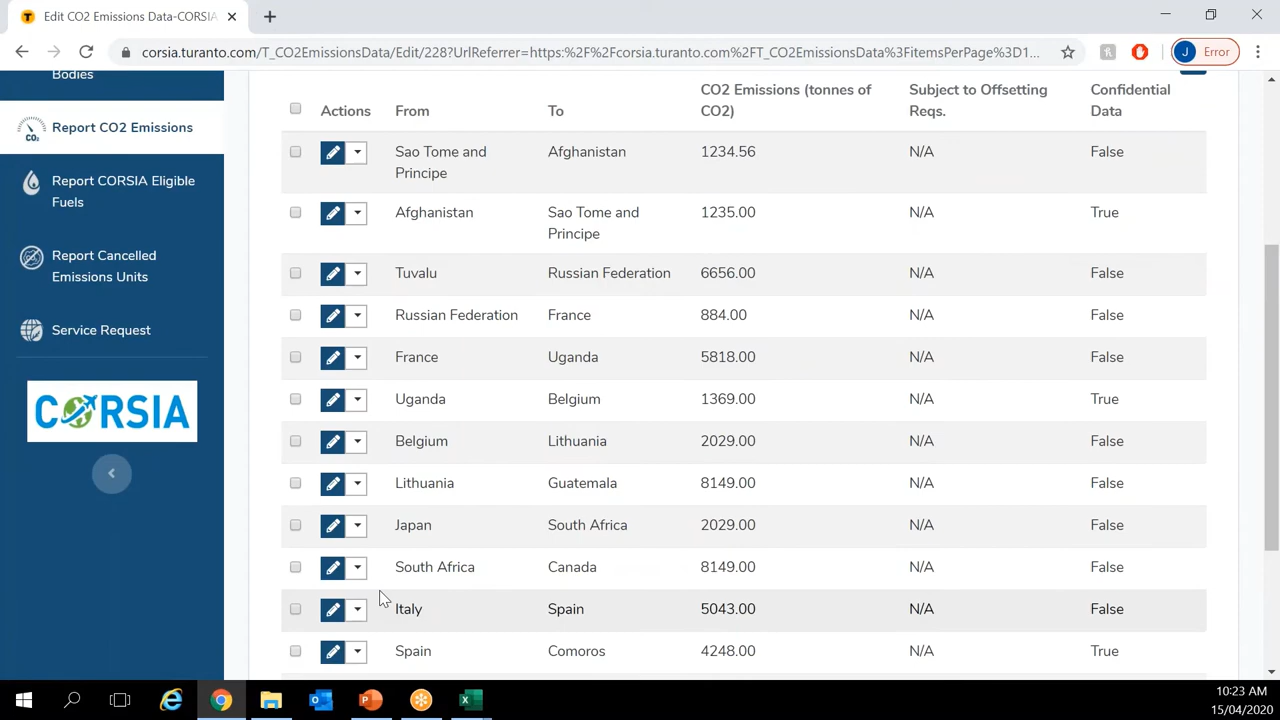 Edit CO2 Emissions Data-CORSIA
corsia.turanto.com/T_CO2EmissionsData/Edit/228?UrlReferrer=https:%2F%2Fcorsia.turanto.com%2FT_CO2EmissionsData%3FitemsPerPage%3D1...
J Error
Bodies
Report CO2 Emissions
Report CORSIA Eligible
Fuels
Report Cancelled
Emissions Units
Service Request
CORSIA
CO2 Emissions (tonnes of Subject to Offsetting Confidential
Actions From To CO2) Reqs. Data
Sao Tome and Afghanistan 1234.56 N/A False
Principe
Afghanistan Sao Tome and 1235.00 N/A True
Principe
Tuvalu Russian Federation 6656.00 N/A False
Russian Federation France 884.00 N/A False
France Uganda 5818.00 N/A False
Uganda Belgium 1369.00 N/A True
Belgium Lithuania 2029.00 N/A False
Lithuania Guatemala 8149.00 N/A False
Japan South Africa 2029.00 N/A False
South Africa Canada 8149.00 N/A False
Italy Spain 5043.00 N/A False
Spain Comoros 4248.00 N/A True
10:23 AM
15/04/2020